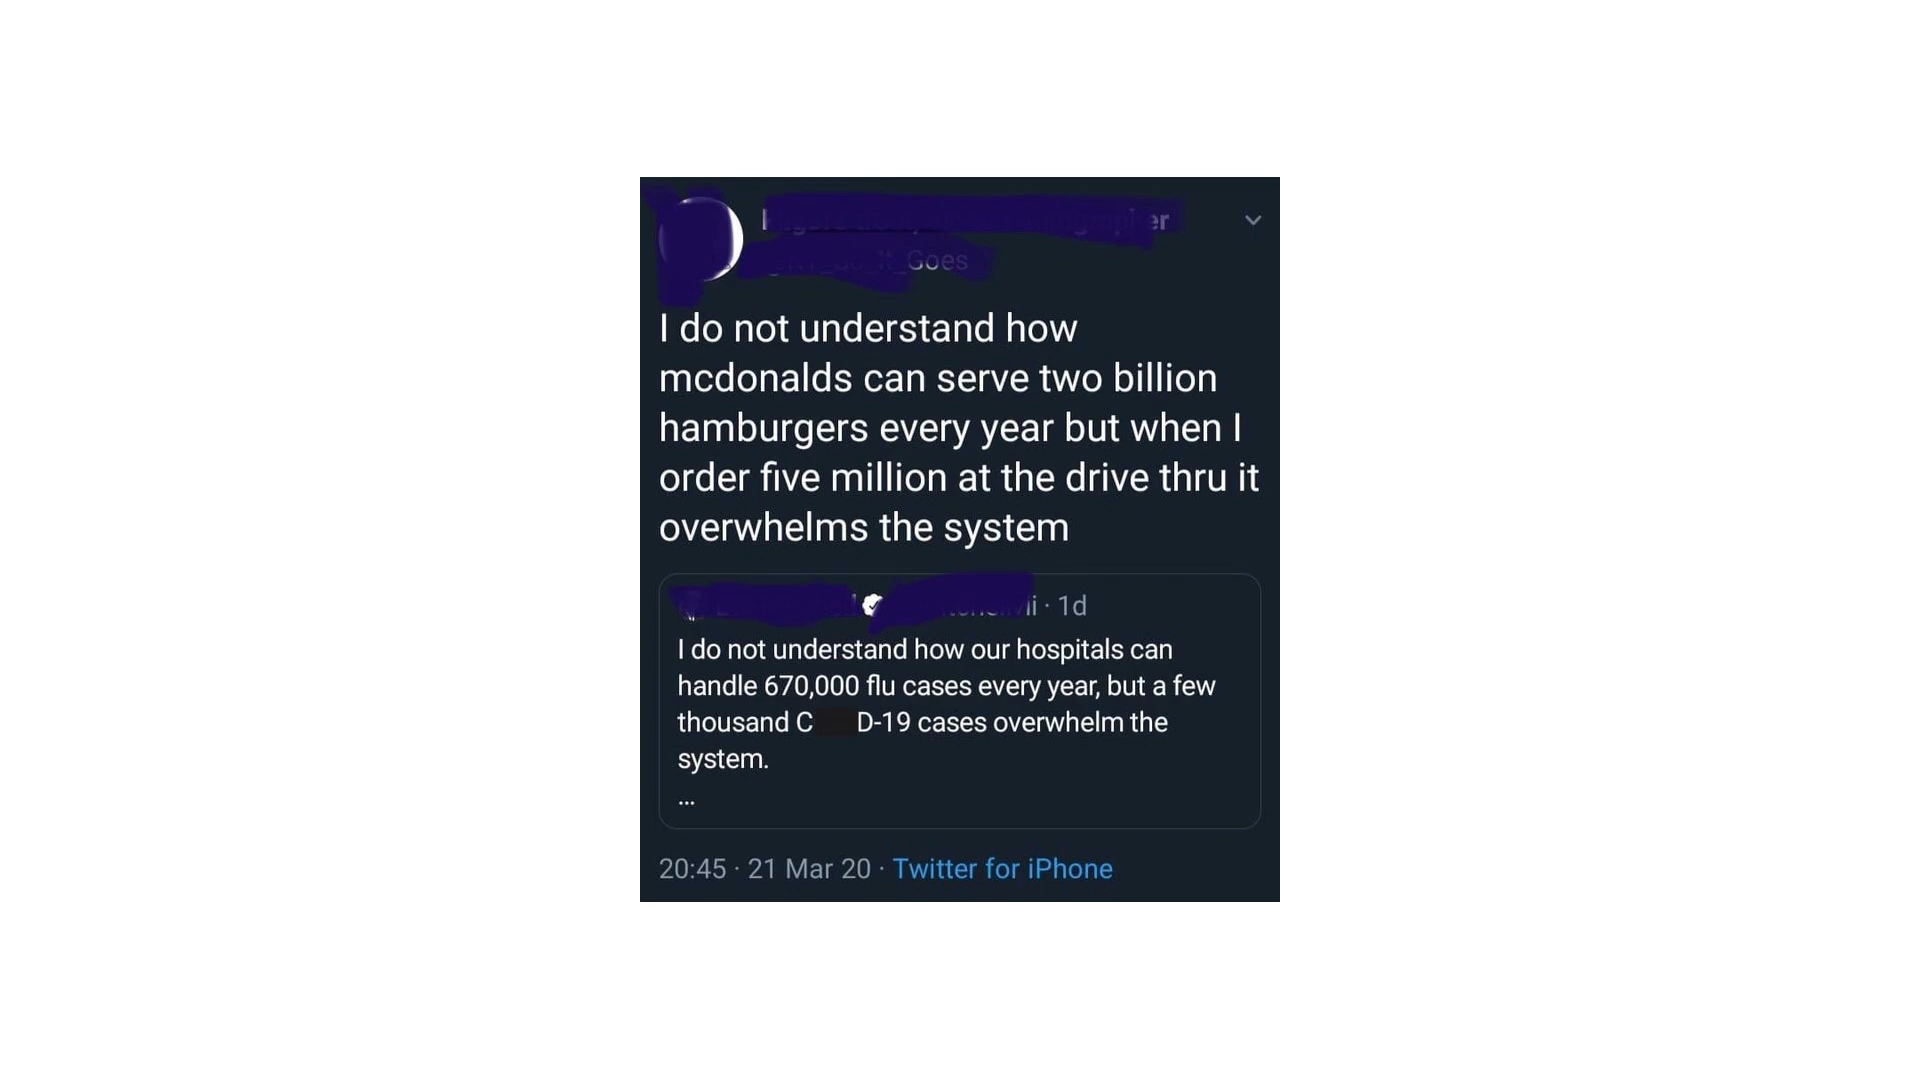 Goes
I do not understand how
mcdonalds can serve two billion
hamburgers every year but when I
order five million at the drive thru it
overwhelms the system
· 1d
I do not understand how our hospitals can
handle 670,000 flu cases every year, but a few
thousand C D-19 cases overwhelm the
system.
...
20:45 · 21 Mar 20 · Twitter for iPhone